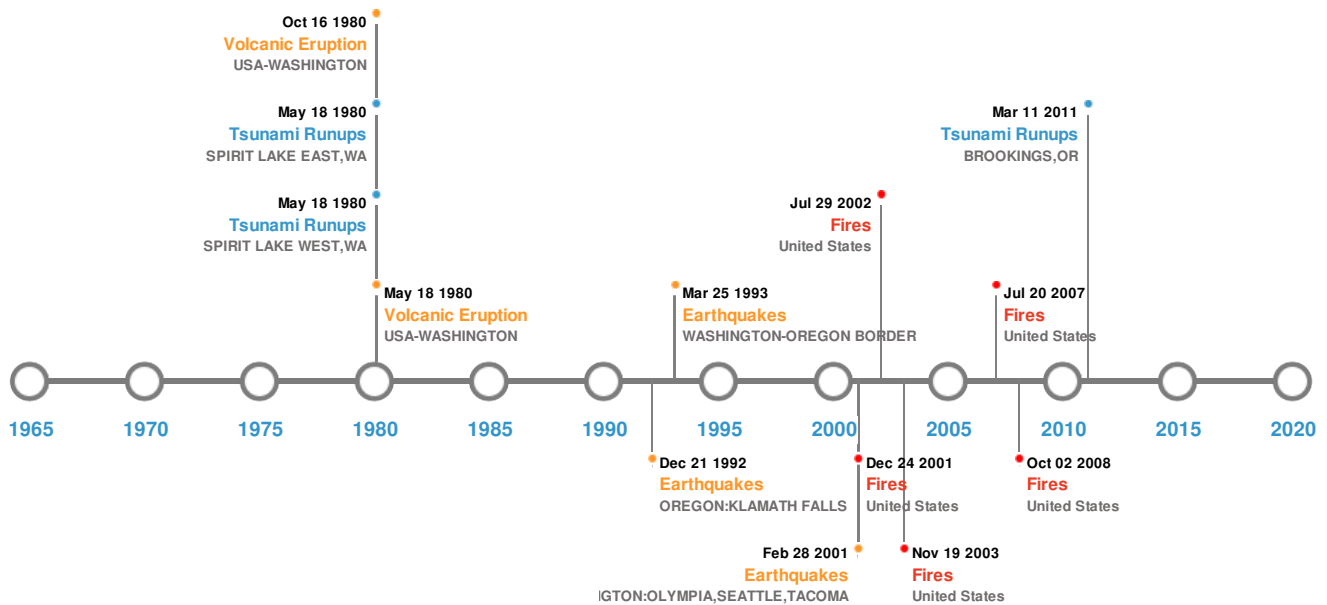 Oct 16 1980
Volcanic Eruption
USA-WASHINGTON
May 18 1980
Tsunami Runups
SPIRIT LAKE EAST,WA
May 18 1980
Tsunami Runups
SPIRIT LAKE WEST,WA
May 18 1980
Volcanic Eruption
USA-WASHINGTON
Mar 25 1993
Earthquakes
WASHINGTON-OREGON BORDER
Jul 29 2002
Fires
United States
Mar 11 2011
Tsunami Runups
BROOKINGS,OR
Jul 20 2007
Fires
United States
1965 1970 1975 1980 1985 1990 1995 2000 2005 2010 2015 2020
Dec 21 1992
Earthquakes
OREGON:KLAMATH FALLS
Dec 24 2001
Fires
United States
Oct 02 2008
Fires
United States
Feb 28 2001
Earthquakes
IGTON:OLYMPIA,SEATTLE,TACOMA
Nov 19 2003
Fires
United States